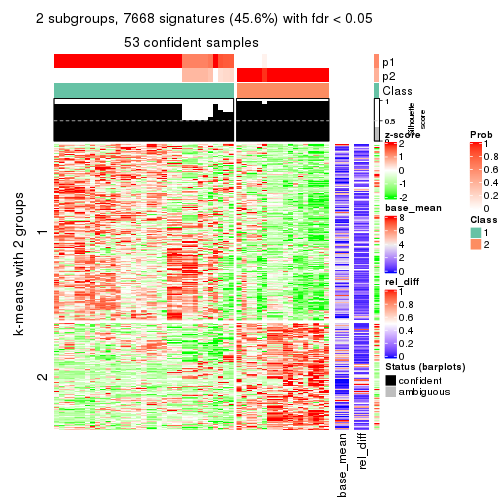 2 subgroups, 7668 signatures (45.6%) with fdr < 0.05
53 confident samples
p1
p2
Class
1
0.5
0
Silhouette
score
k-means with 2 groups
1
2
base_mean
rel_diff
z-score
2
1
0
-1
-2
base_mean
8
6
4
2
0
rel_diff
1
0.8
0.6
0.4
0.2
0
Status (barplots)
confident
ambiguous
Prob
1
0.8
0.6
0.4
0.2
0
Class
1
2